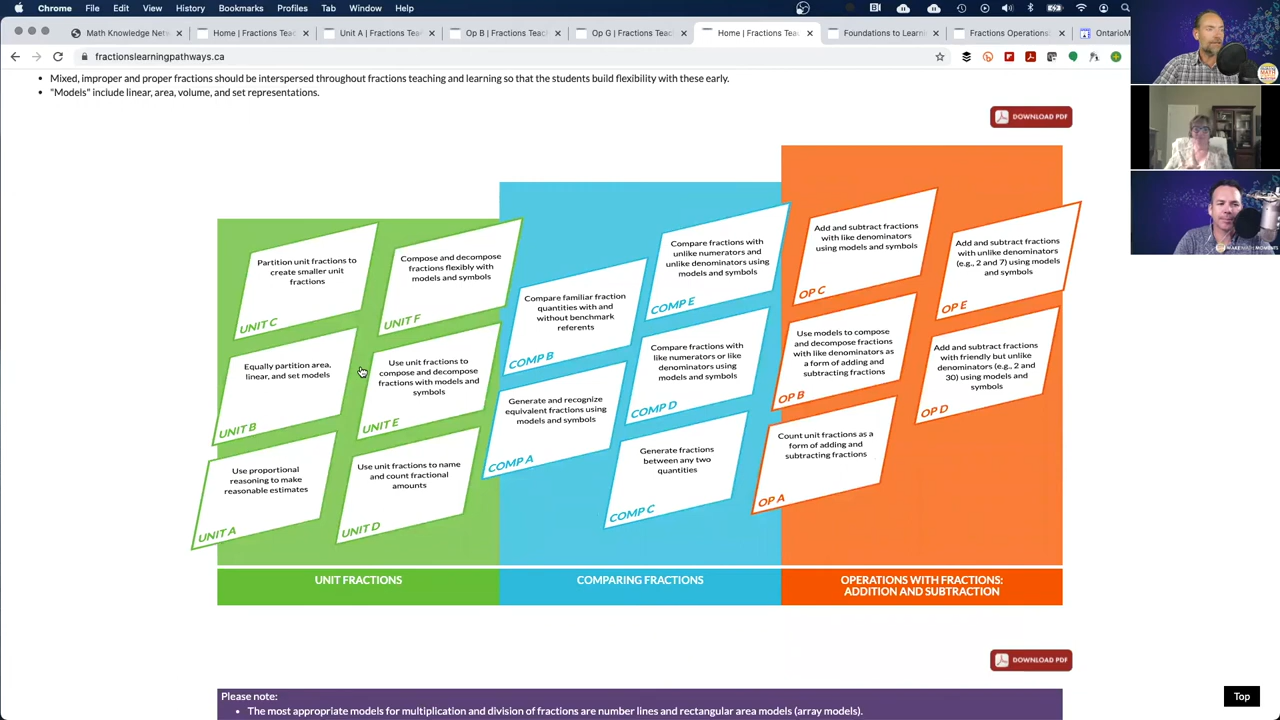 Chrome File Edit View History Bookmarks Profiles Tab Window Help
Math Knowledge Net
Home | Fractions Teac
Unit A | Fractions Teac
Op B | Fractions Teac
Op G | Fractions Teac
Home | Fractions Teac
Foundations to Learni
Fractions Operations
OntarioM
fractionslearningpathways.ca
• Mixed, improper and proper fractions should be interspersed throughout fractions teaching and learning so that the students build flexibility with these early.
• "Models" include linear, area, volume, and set representations.
DOWNLOAD PDF
Partition unit fractions to
create smaller unit
fractions
UNIT C
Compose and decompose
fractions flexibly with
models and symbols
UNIT F
Equally partition area,
linear, and set models
UNIT B
Use unit fractions to
compose and decompose
fractions with models and
symbols
UNIT E
Use proportional
reasoning to make
reasonable estimates
UNIT A
Use unit fractions to name
and count fractional
amounts
UNIT D
Compare familiar fraction
quantities with and
without benchmark
referents
COMP B
Compare fractions with
unlike numerators and
unlike denominators using
models and symbols
COMP E
Generate and recognize
equivalent fractions using
models and symbols
COMP A
Compare fractions with
like numerators or like
denominators using
models and symbols
COMP D
Generate fractions
between any two
quantities
COMP C
Add and subtract fractions
with like denominators
using models and symbols
OP C
Add and subtract fractions
with unlike denominators
(e.g., 2 and 7) using models
and symbols
OP E
Use models to compose
and decompose fractions
with like denominators as
a form of adding and
subtracting fractions
OP B
Add and subtract fractions
with friendly but unlike
denominators (e.g., 2 and
30) using models and
symbols
OP D
Count unit fractions as a
form of adding and
subtracting fractions
OP A
UNIT FRACTIONS
COMPARING FRACTIONS
OPERATIONS WITH FRACTIONS:
ADDITION AND SUBTRACTION
DOWNLOAD PDF
Please note:
• The most appropriate models for multiplication and division of fractions are number lines and rectangular area models (array models).
Top
MAKE MATH MOMENTS